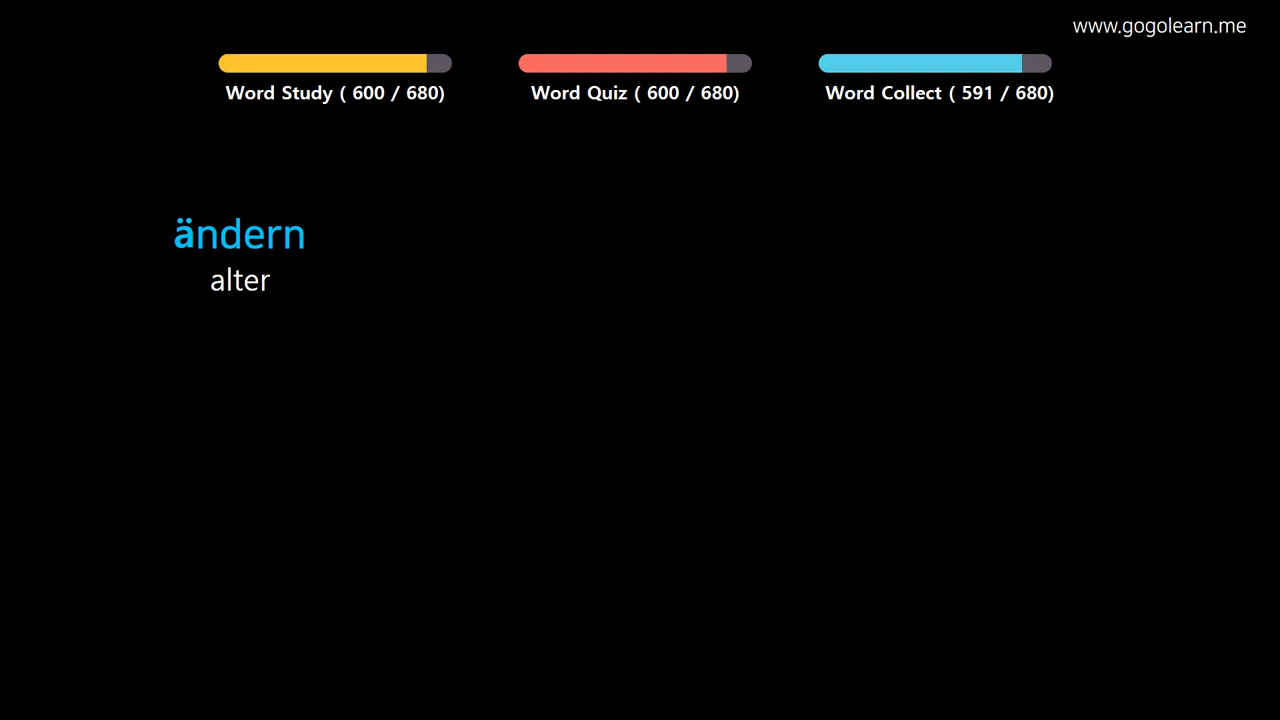 www.gogolearn.me
Word Study ( 600 / 680)
Word Quiz ( 600 / 680)
Word Collect ( 591 / 680)
ändern
alter